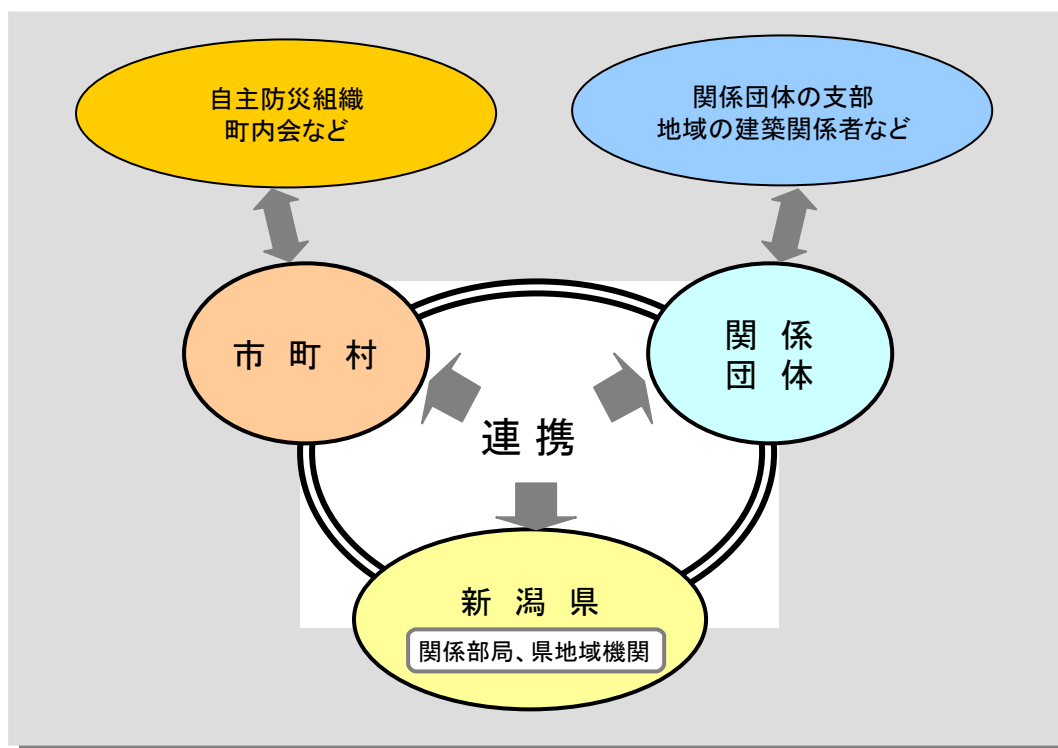 自主防災組織
町内会など
関係団体の支部
地域の建築関係者など
市 町 村
関 係
団 体
連 携
新 潟 県
関係部局、県地域機関